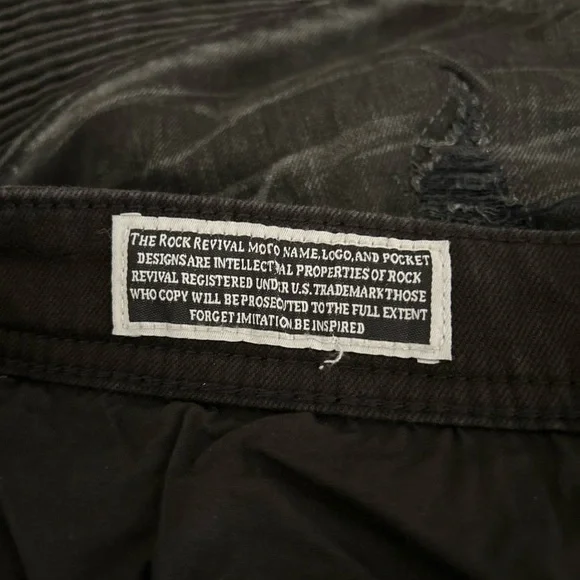 THE ROCK REVIVAL MOTO NAME, LOGO, AND POCKET
DESIGNS ARE INTELLECTUAL PROPERTIES OF ROCK
REVIVAL REGISTERED UNDER U.S. TRADEMARK THOSE
WHO COPY WILL BE PROSECUTED TO THE FULL EXTENT
FORGET IMITATION, BE INSPIRED